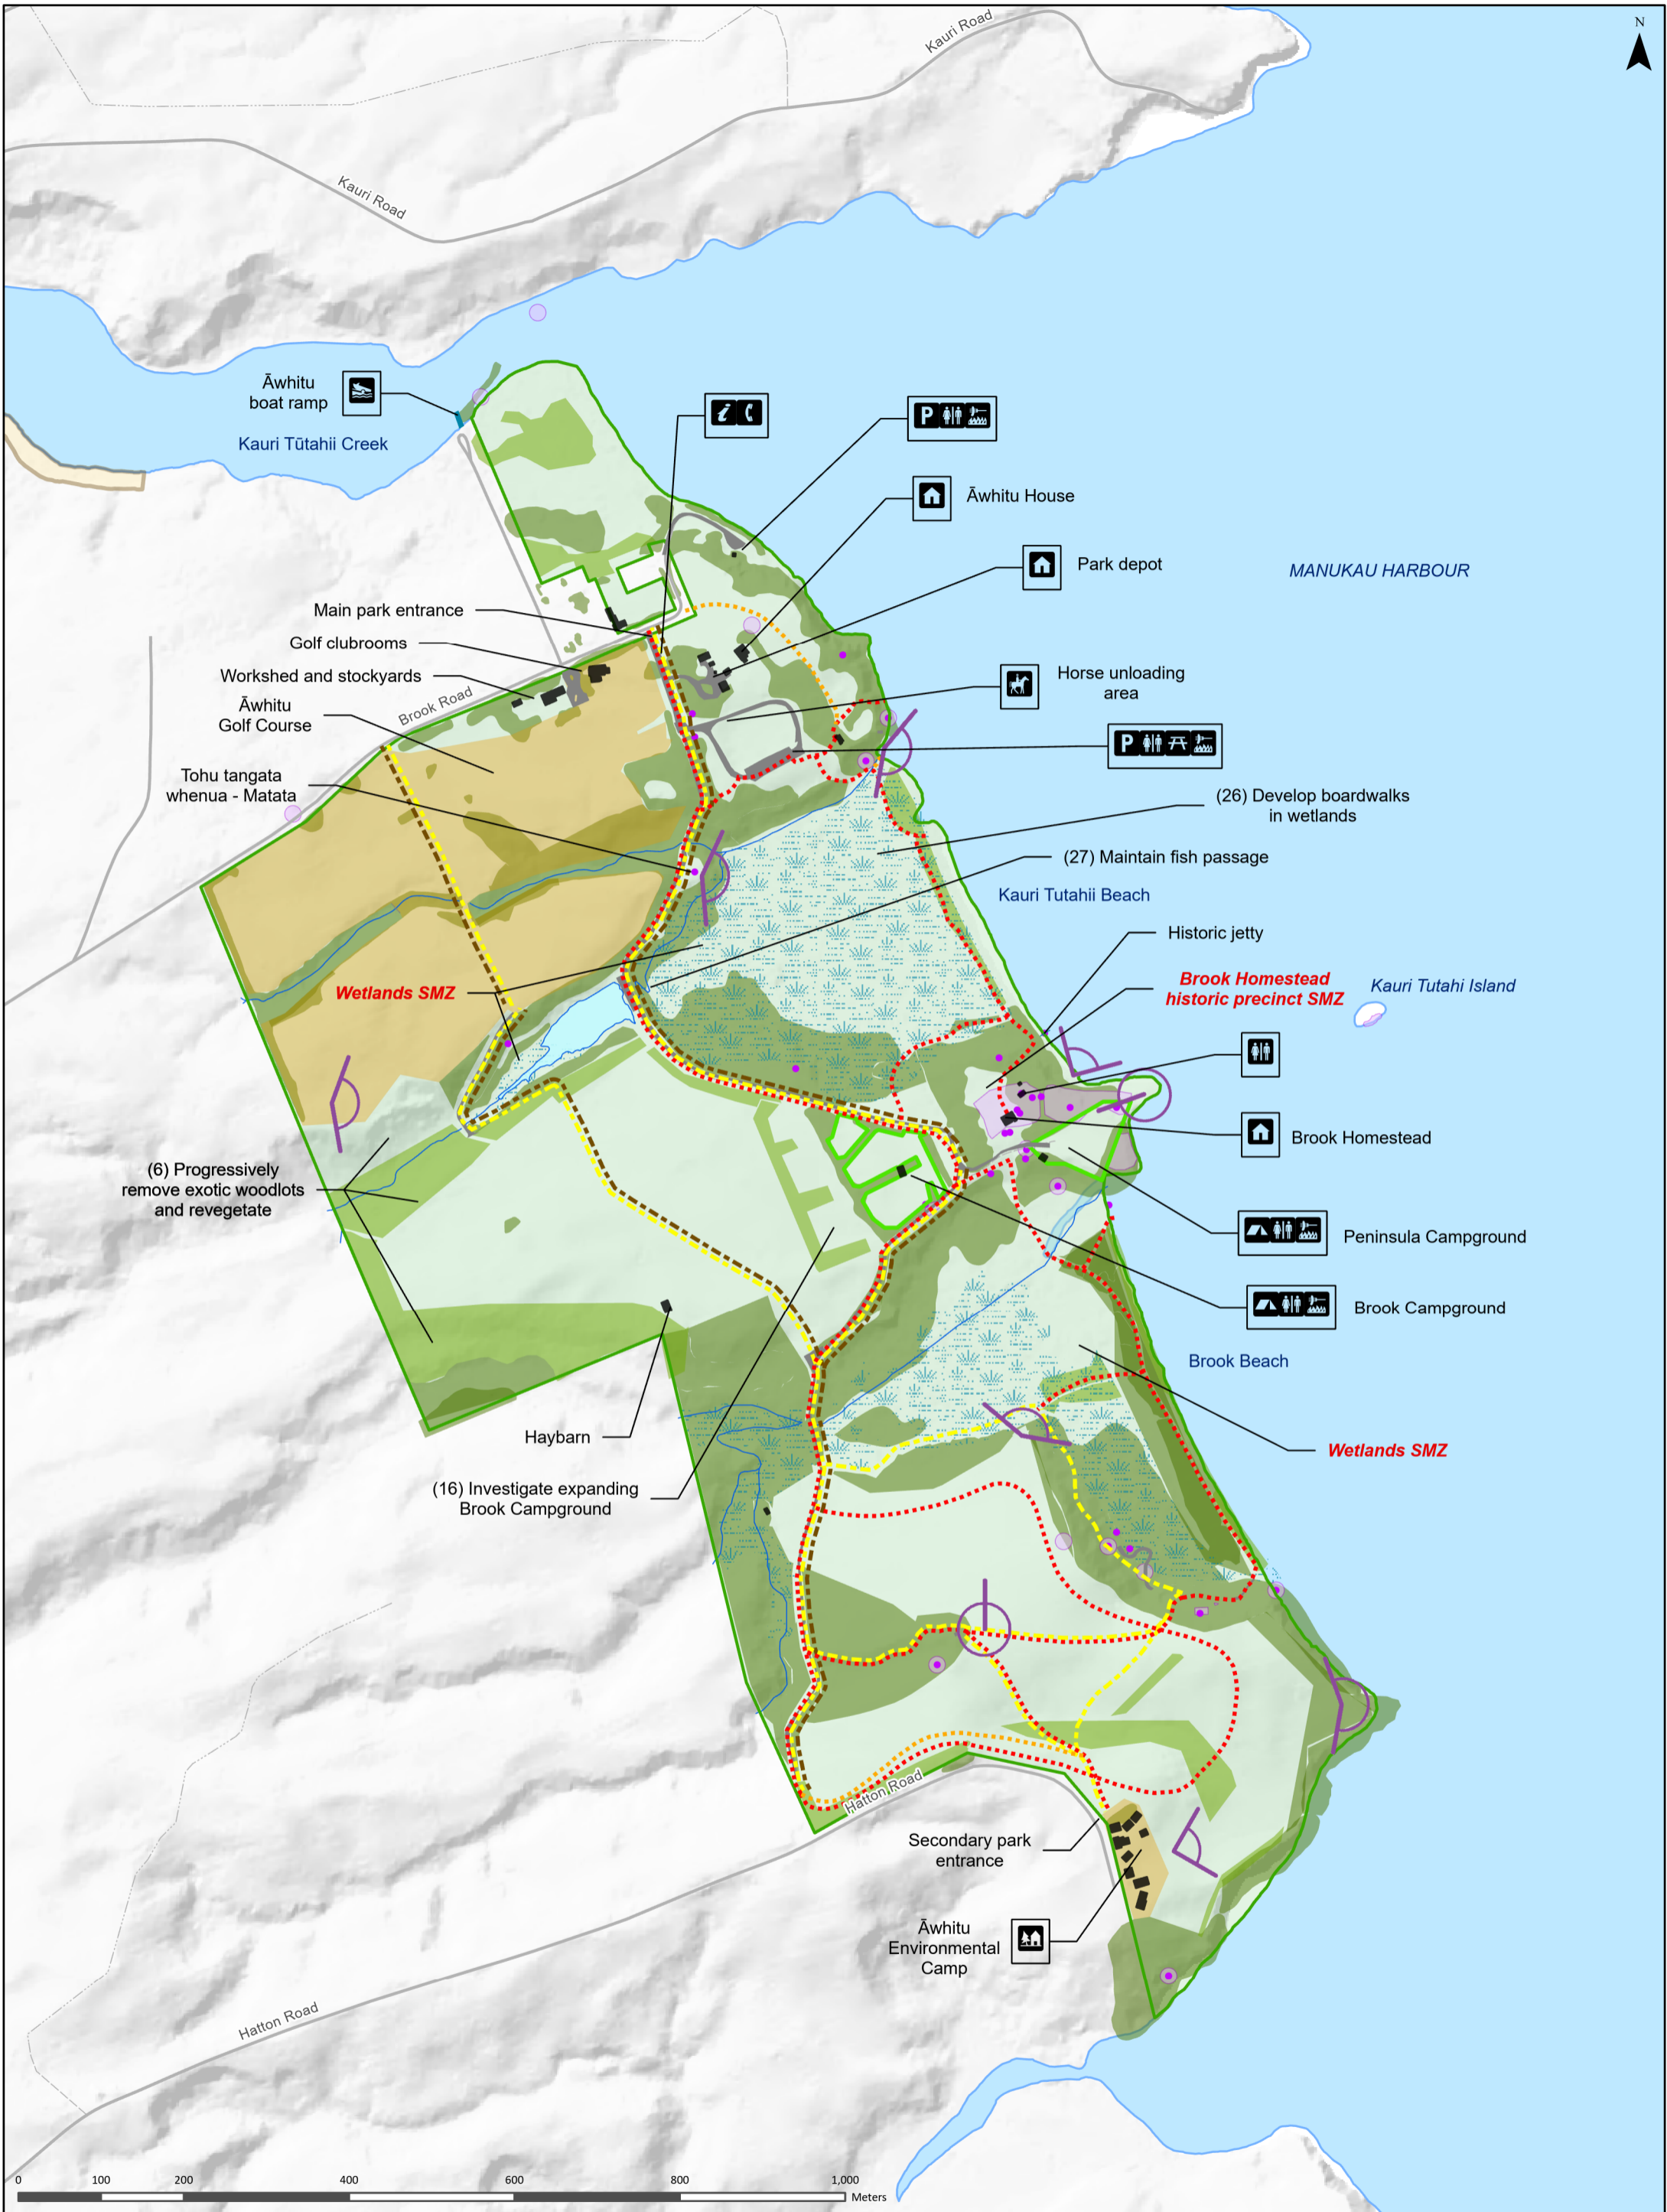 Kauri Road
N
Kauri Road
Āwhitu
boat ramp
Kauri Tūtahii Creek
i
P
Āwhitu House
Park depot
MANUKAU HARBOUR
Main park entrance
Golf clubrooms
Workshed and stockyards
Brook Road
Āwhitu
Golf Course
Horse unloading
area
P
Tohu tangata
whenua - Matata
(26) Develop boardwalks
in wetlands
(27) Maintain fish passage
Kauri Tutahii Beach
Historic jetty
Brook Homestead
historic precinct SMZ
Kauri Tutahi Island
Wetlands SMZ
Brook Homestead
(6) Progressively
remove exotic woodlots
and revegetate
Peninsula Campground
Brook Campground
Brook Beach
Haybarn
Wetlands SMZ
(16) Investigate expanding
Brook Campground
Hatton Road
Secondary park
entrance
Āwhitu
Environmental
Camp
Hatton Road
0 100 200 400 600 800 1,000
Meters